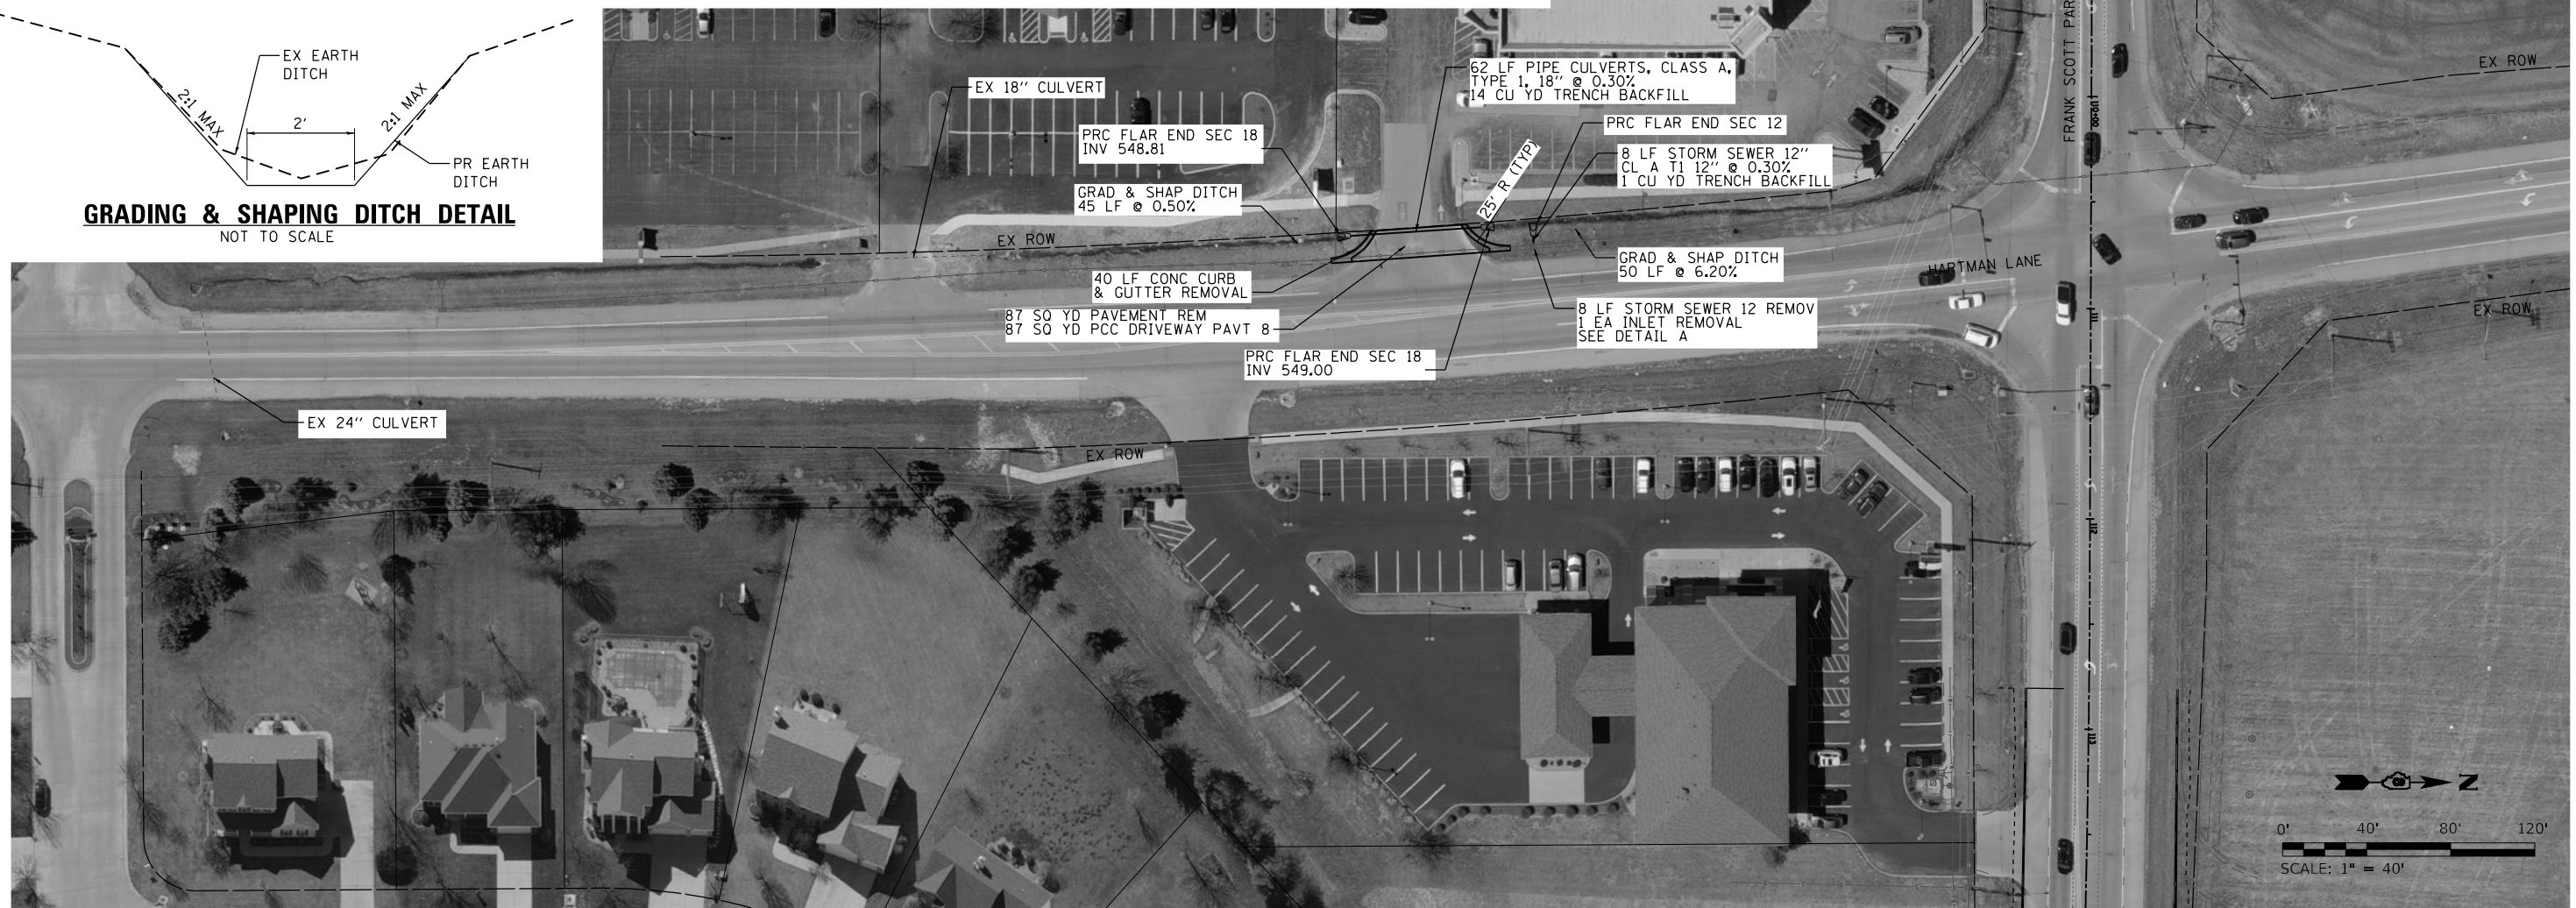 EX EARTH
DITCH
2:1 MAX
2'
2:1 MAX
PR EARTH
DITCH
GRADING & SHAPING DITCH DETAIL
NOT TO SCALE
EX 18" CULVERT
PRC FLAR END SEC 18
INV 548.81
GRAD & SHAP DITCH
45 LF @ 0.50%
EX ROW
62 LF PIPE CULVERTS, CLASS A,
TYPE 1, 18" @ 0.30%
14 CU YD TRENCH BACKFILL
PRC FLAR END SEC 12
8 LF STORM SEWER 12"
CL A T1 12" @ 0.30%
1 CU YD TRENCH BACKFILL
25' R (TYP)
GRAD & SHAP DITCH
50 LF @ 6.20%
40 LF CONC CURB
& GUTTER REMOVAL
87 SQ YD PAVEMENT REM
87 SQ YD PCC DRIVEWAY PAVT 8
8 LF STORM SEWER 12 REMOV
1 EA INLET REMOVAL
SEE DETAIL A
PRC FLAR END SEC 18
INV 549.00
FRANK SCOTT PAR
EX ROW
HARTMAN LANE
EX ROW
EX 24" CULVERT
EX ROW
110+00
111
112
113
N
0' 40' 80' 120'
SCALE: 1" = 40'